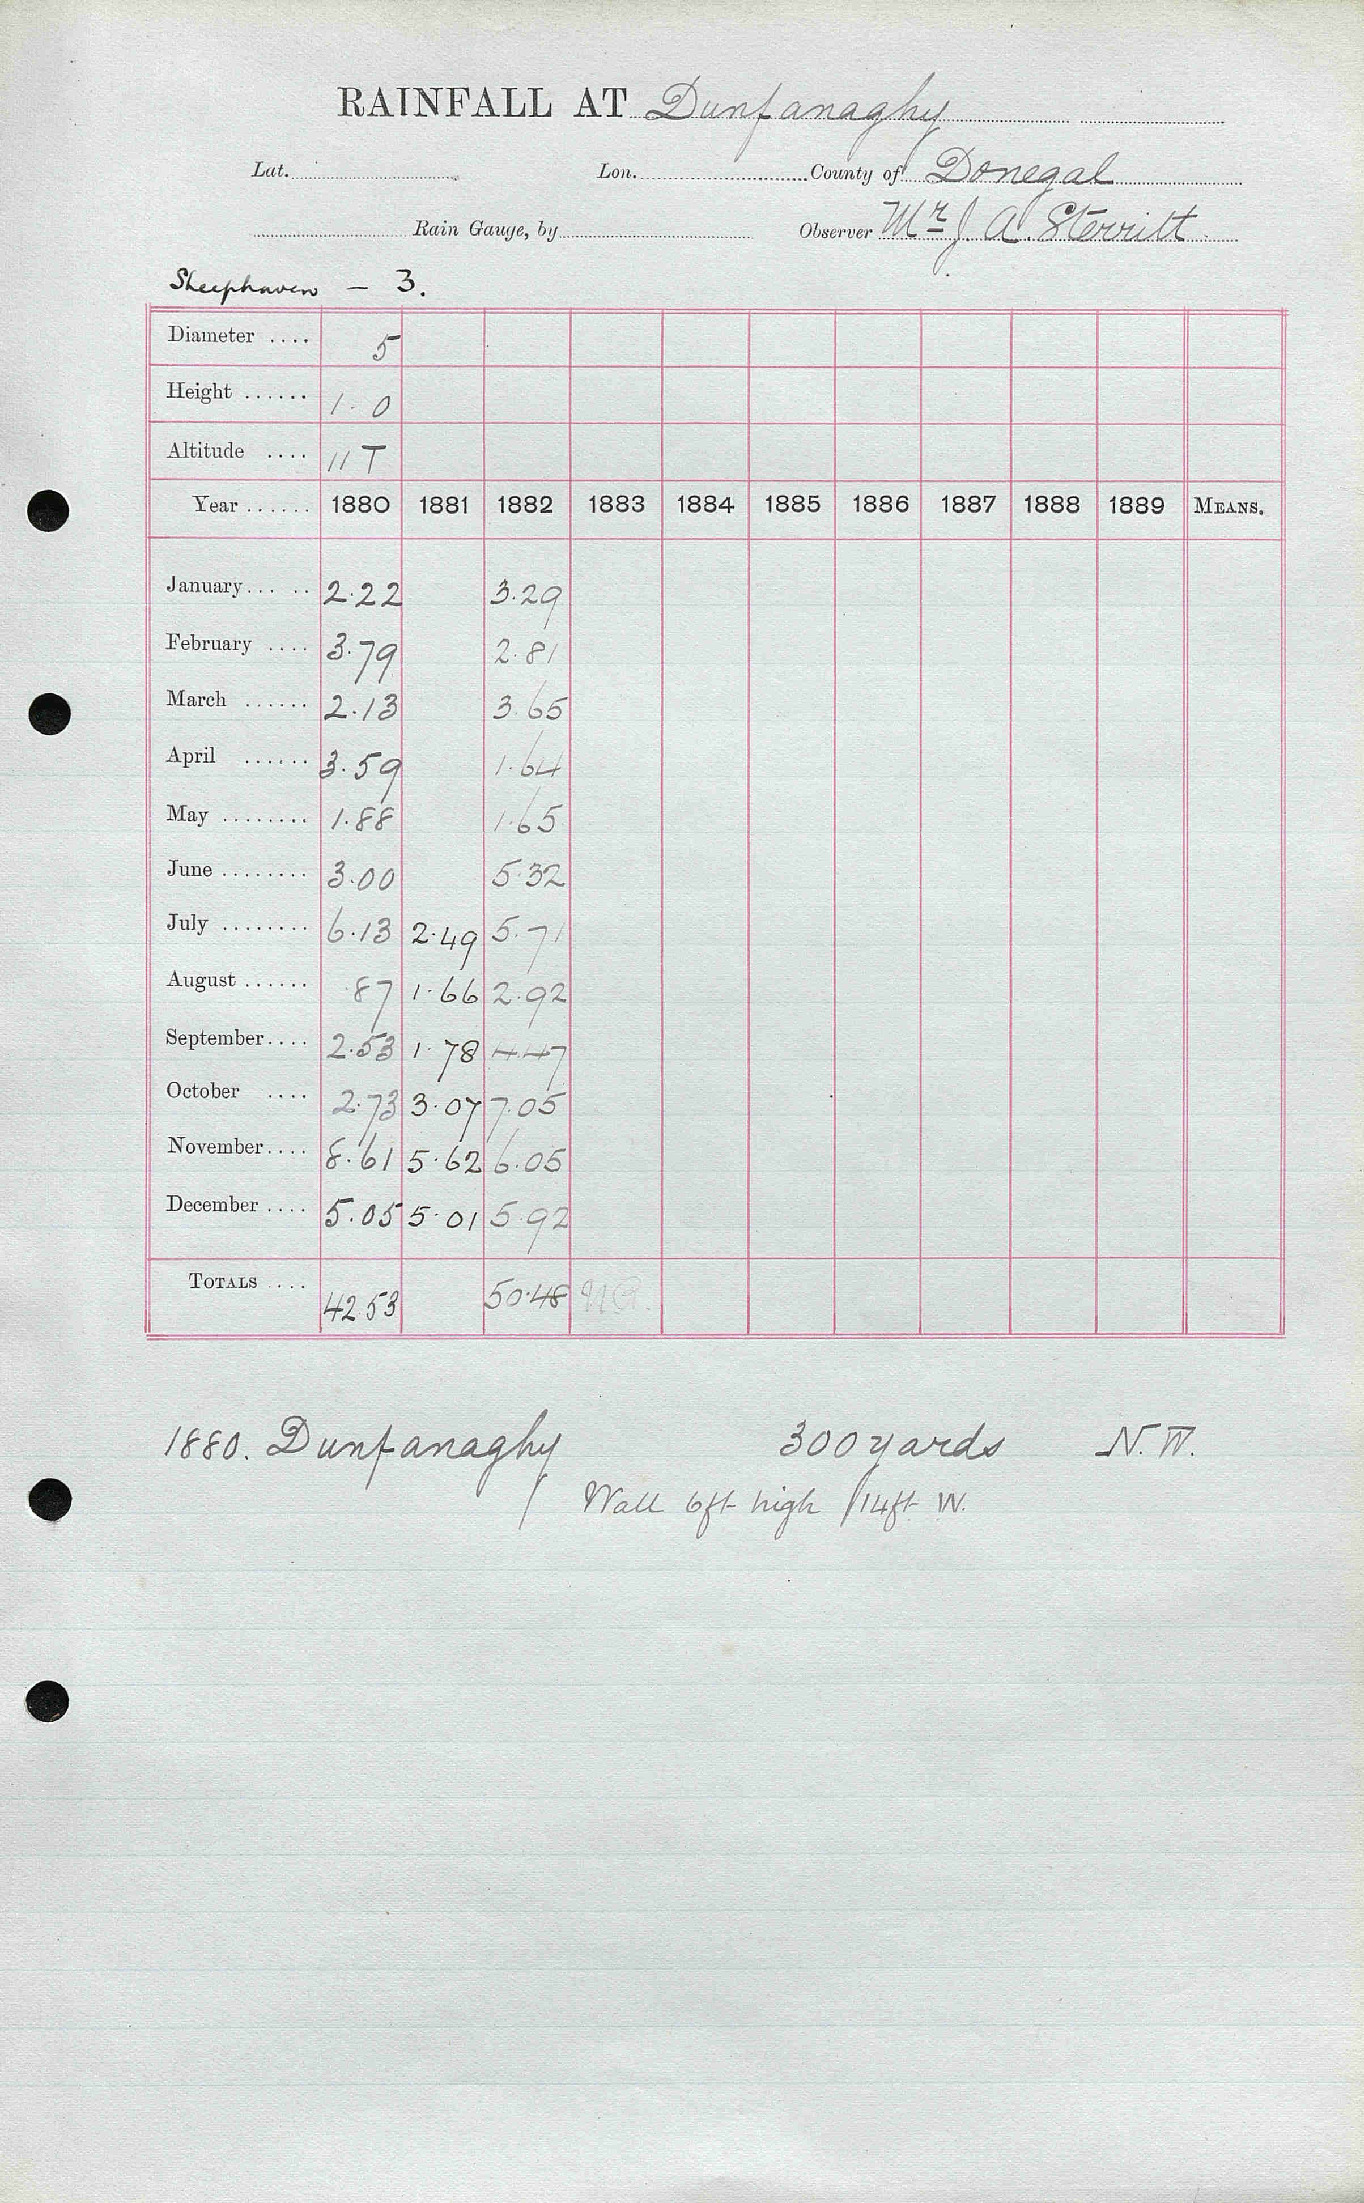 RAINFALL AT Dunfanaghy
Lat. Lon. County of Donegal
Rain Gauge, by Observer Mr J. A. Sterritt
Sheephaven – 3.
Diameter .... 5
Height ...... 1. 0
Altitude .... 11 T
Year ...... 1880 1881 1882 1883 1884 1885 1886 1887 1888 1889 MEANS.
January... .. 2.22 3.29
February .... 3.79 2.81
March ...... 2.13 3.65
April ...... 3.59 1.64
May ........ 1.88 1.65
June ........ 3.00 5.32
July ........ 6.13 2.49 5.71
August ...... .87 1.66 2.92
September.... 2.53 1.78 4.47
October .... 2.73 3.07 7.05
November.... 8.61 5.62 6.05
December .... 5.05 5.01 5.92
TOTALS .... 42.53 50.48
1880. Dunfanaghy 300 yards N.W.
Wall 6ft high 14ft W.